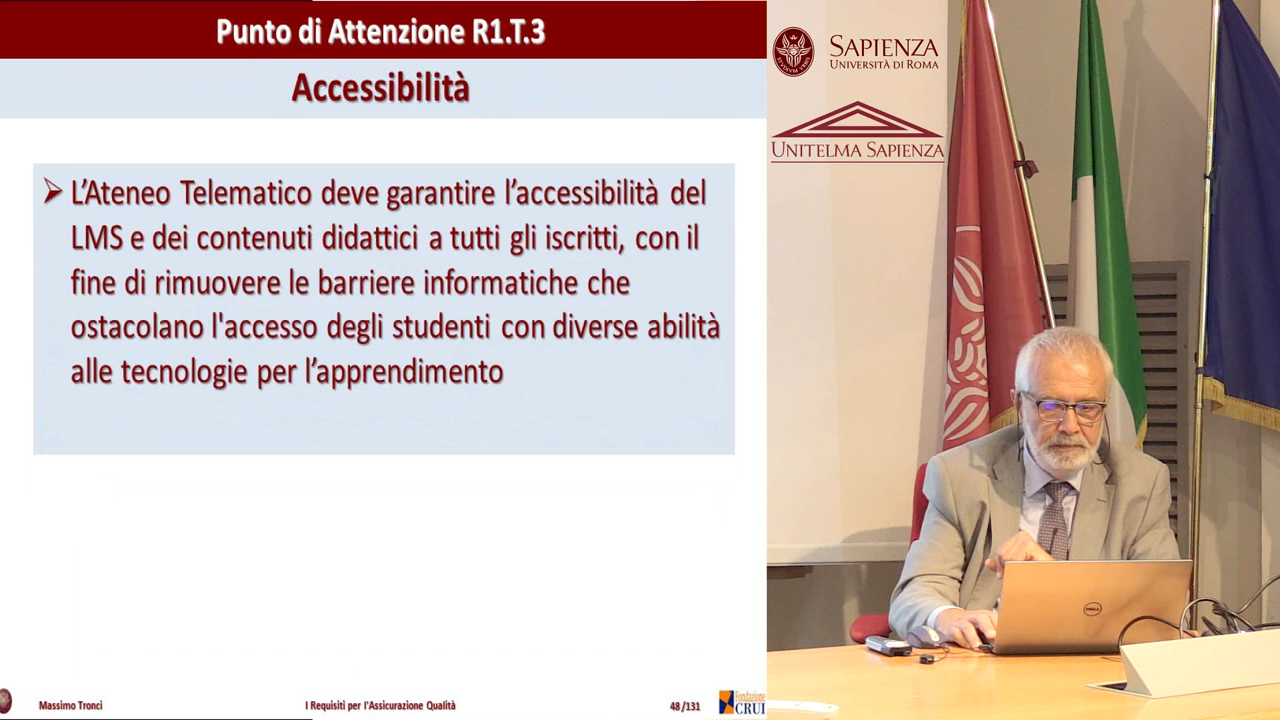 Punto di Attenzione R1.T.3
Accessibilità
L'Ateneo Telematico deve garantire l'accessibilità del
LMS e dei contenuti didattici a tutti gli iscritti, con il
fine di rimuovere le barriere informatiche che
ostacolano l'accesso degli studenti con diverse abilità
alle tecnologie per l'apprendimento
Massimo Tronci
I Requisiti per l'Assicurazione Qualità
48 /131
Fondazione
CRUI
SAPIENZA
UNIVERSITÀ DI ROMA
UNITELMA SAPIENZA
DELL